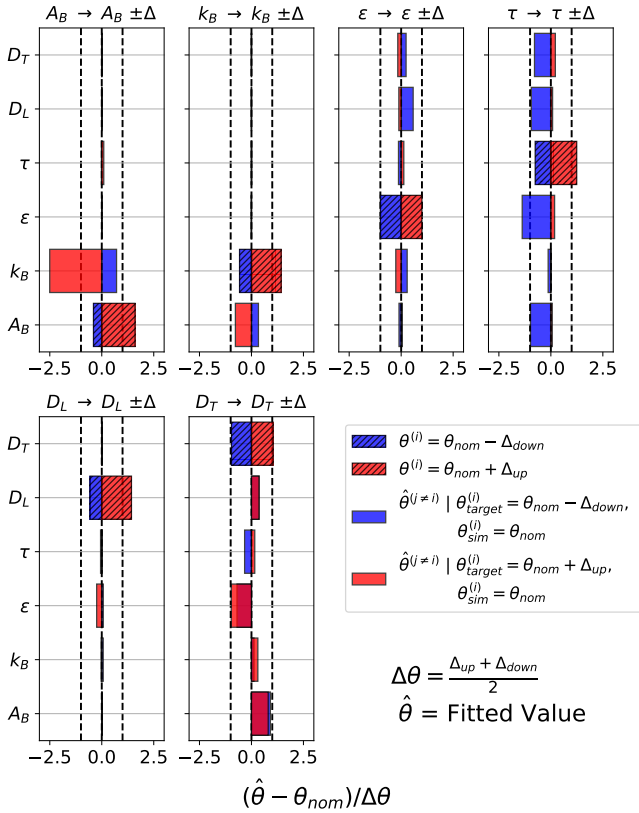 A_B → A_B ±Δ
k_B → k_B ±Δ
ε → ε ±Δ
τ → τ ±Δ
D_T
D_L
τ
ε
k_B
A_B
−2.5 0.0 2.5
−2.5 0.0 2.5
−2.5 0.0 2.5
−2.5 0.0 2.5
D_L → D_L ±Δ
D_T → D_T ±Δ
D_T
D_L
τ
ε
k_B
A_B
−2.5 0.0 2.5
−2.5 0.0 2.5
θ^(i) = θ_nom − Δ_down
θ^(i) = θ_nom + Δ_up
θ̂^(j ≠ i) | θ^(i)_target = θ_nom − Δ_down,
θ^(i)_sim = θ_nom
θ̂^(j ≠ i) | θ^(i)_target = θ_nom + Δ_up,
θ^(i)_sim = θ_nom
Δθ = (Δ_up + Δ_down)/2
θ̂ = Fitted Value
(θ̂ − θ_nom)/Δθ